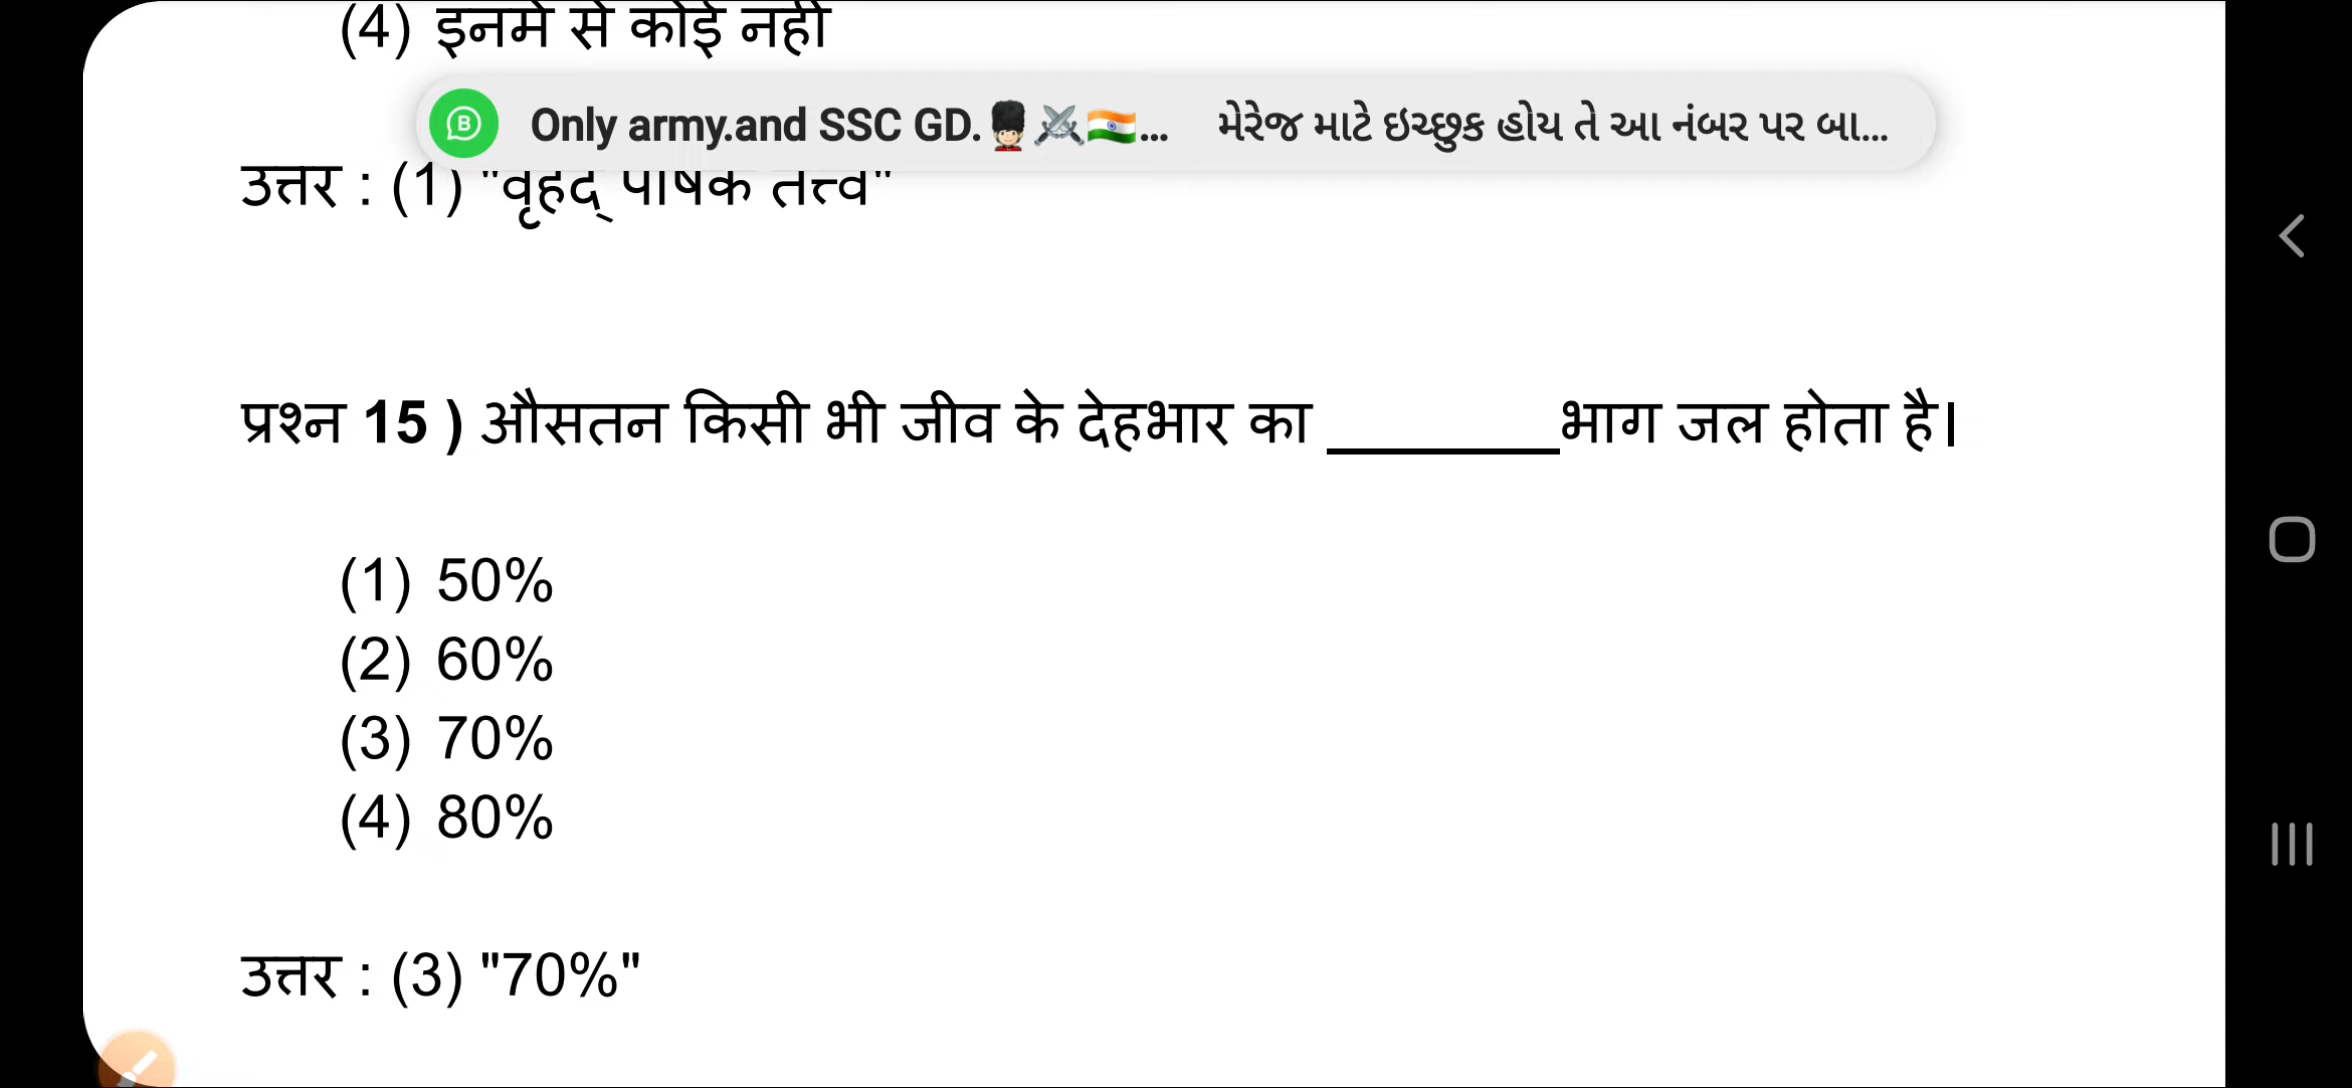 (4) इनमें से कोई नहीं
Only army.and SSC GD.💂🏻⚔️🇮🇳... મેરેજ માટે ઇચ્છુક હોય તે આ નંબર પર બા...
उत्तर : (1) "वृहद् पोषक तत्त्व"
प्रश्न 15 ) औसतन किसी भी जीव के देहभार का ________भाग जल होता है।
(1) 50%
(2) 60%
(3) 70%
(4) 80%
उत्तर : (3) "70%"